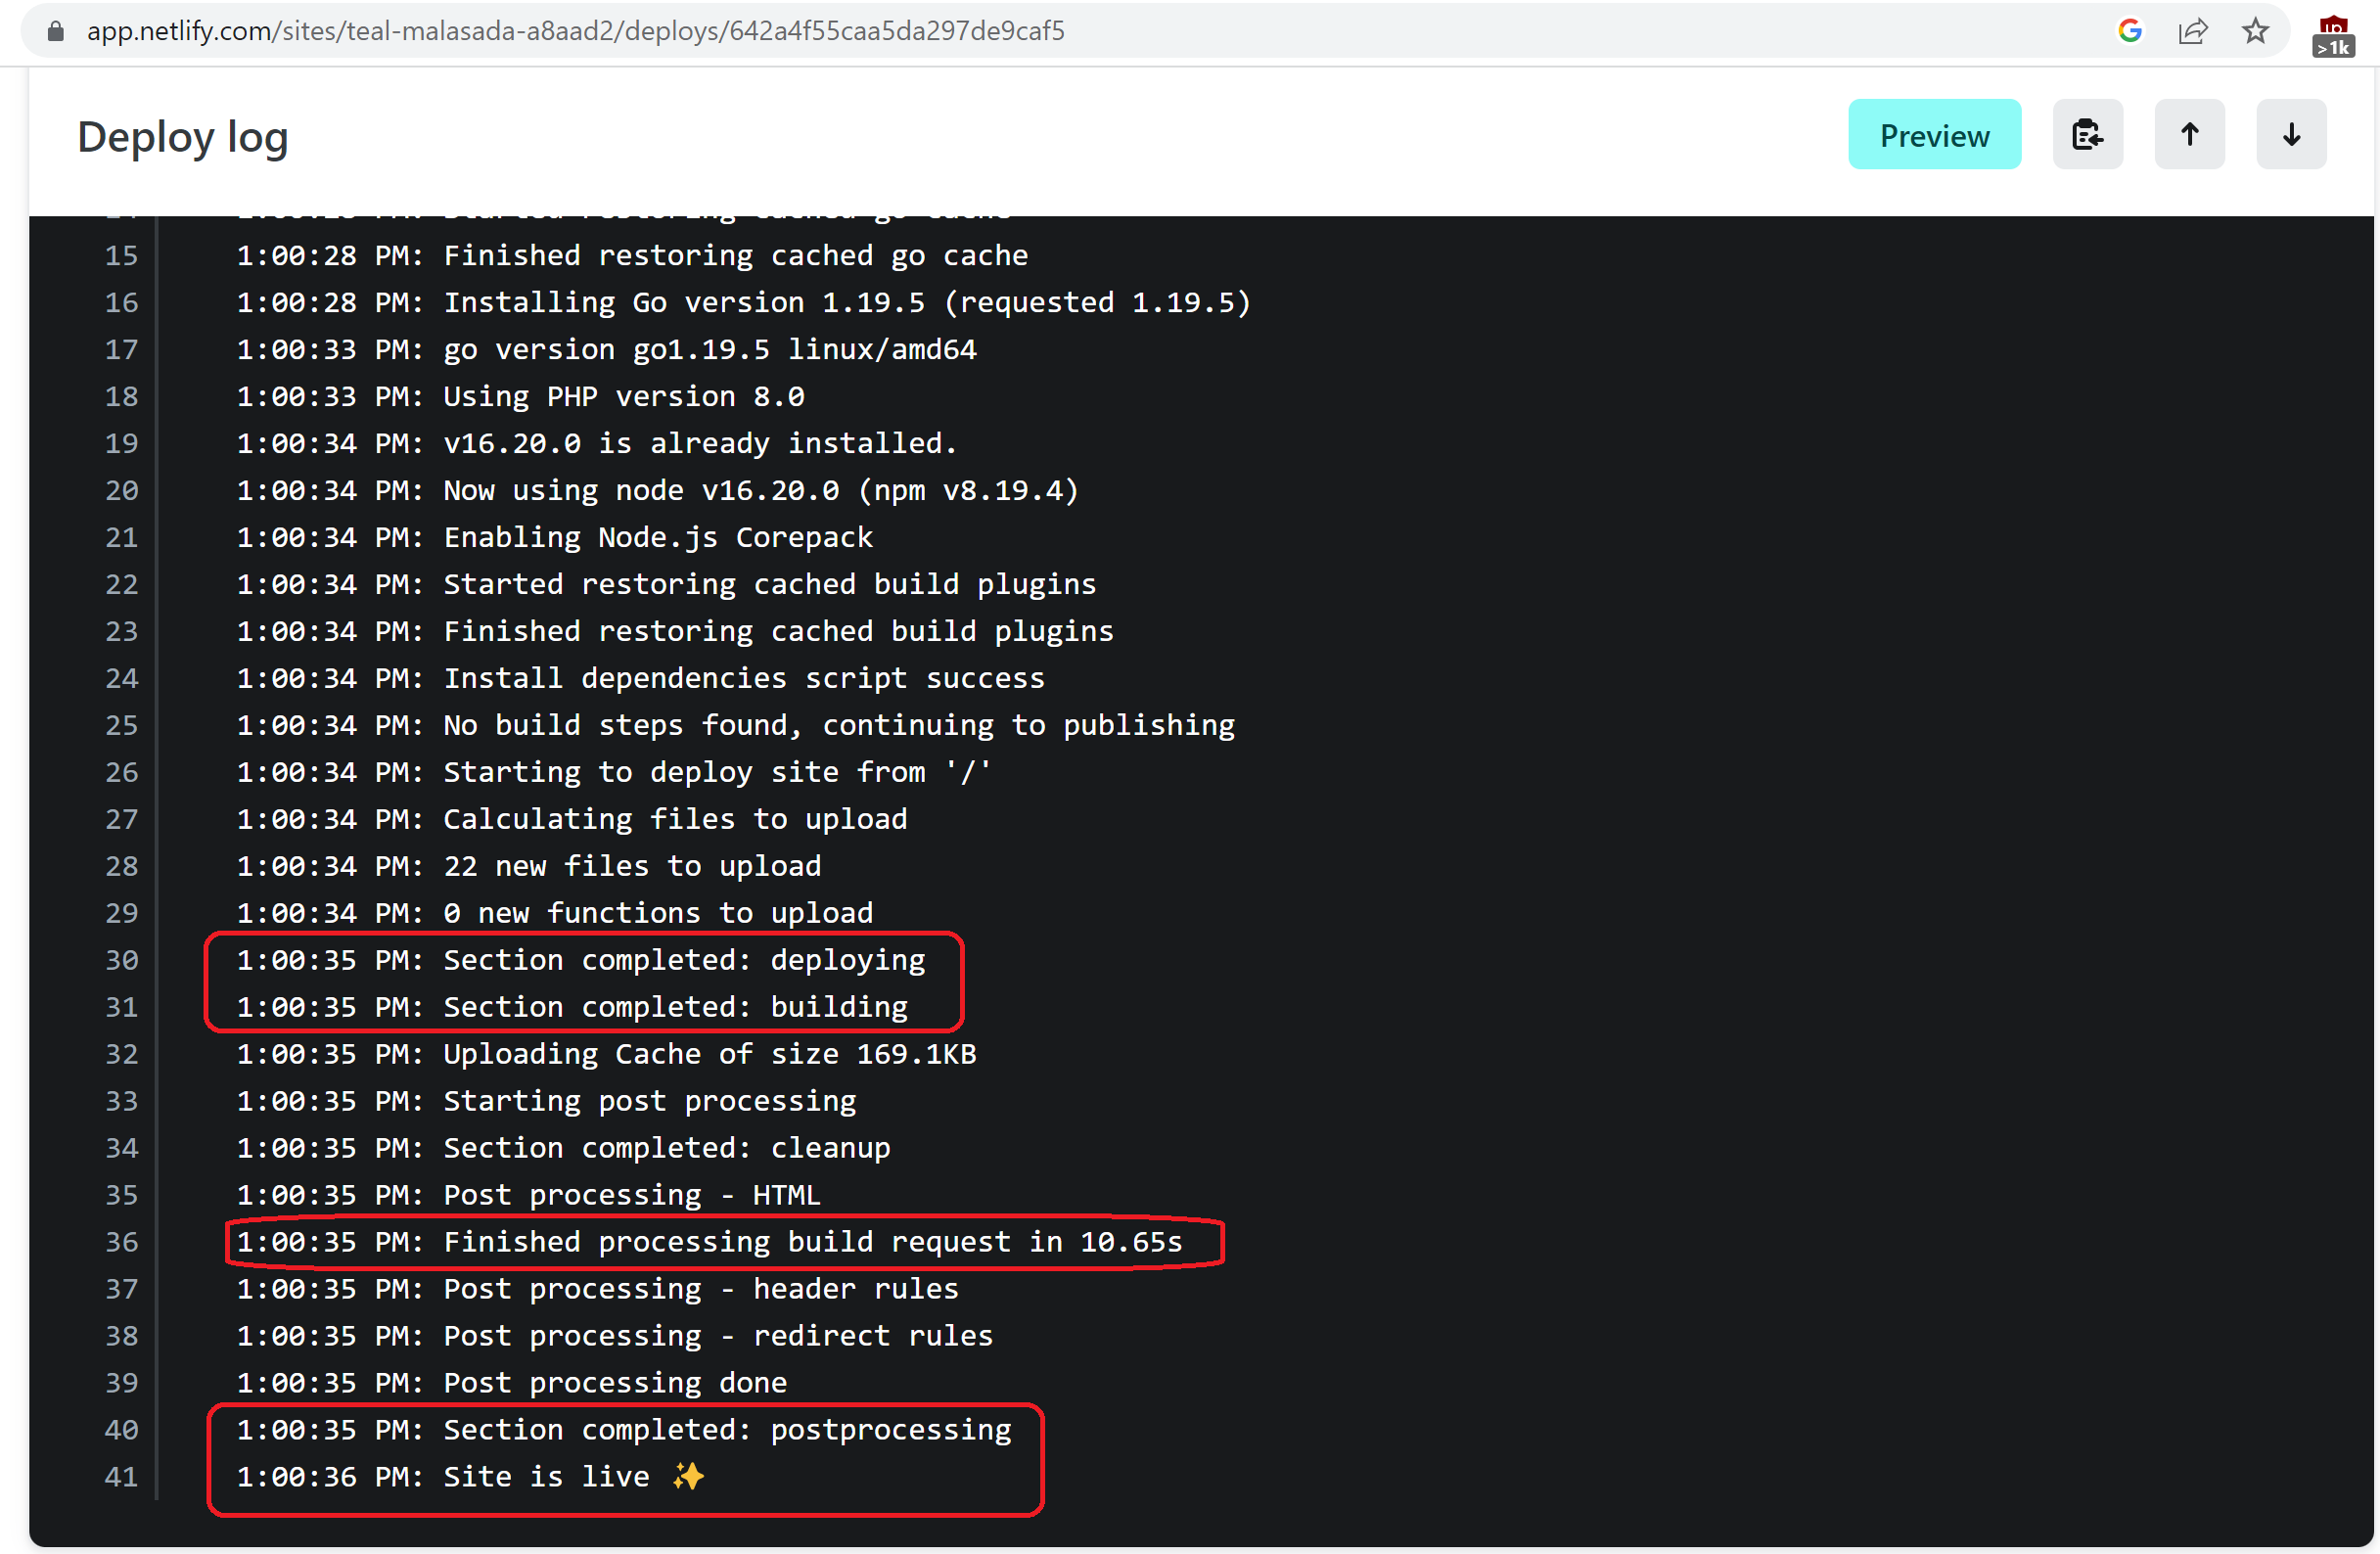 app.netlify.com/sites/teal-malasada-a8aad2/deploys/642a4f55caa5da297de9caf5
>1k
Deploy log
Preview
15 1:00:28 PM: Finished restoring cached go cache
16 1:00:28 PM: Installing Go version 1.19.5 (requested 1.19.5)
17 1:00:33 PM: go version go1.19.5 linux/amd64
18 1:00:33 PM: Using PHP version 8.0
19 1:00:34 PM: v16.20.0 is already installed.
20 1:00:34 PM: Now using node v16.20.0 (npm v8.19.4)
21 1:00:34 PM: Enabling Node.js Corepack
22 1:00:34 PM: Started restoring cached build plugins
23 1:00:34 PM: Finished restoring cached build plugins
24 1:00:34 PM: Install dependencies script success
25 1:00:34 PM: No build steps found, continuing to publishing
26 1:00:34 PM: Starting to deploy site from '/'
27 1:00:34 PM: Calculating files to upload
28 1:00:34 PM: 22 new files to upload
29 1:00:34 PM: 0 new functions to upload
30 1:00:35 PM: Section completed: deploying
31 1:00:35 PM: Section completed: building
32 1:00:35 PM: Uploading Cache of size 169.1KB
33 1:00:35 PM: Starting post processing
34 1:00:35 PM: Section completed: cleanup
35 1:00:35 PM: Post processing - HTML
36 1:00:35 PM: Finished processing build request in 10.65s
37 1:00:35 PM: Post processing - header rules
38 1:00:35 PM: Post processing - redirect rules
39 1:00:35 PM: Post processing done
40 1:00:35 PM: Section completed: postprocessing
41 1:00:36 PM: Site is live ✨